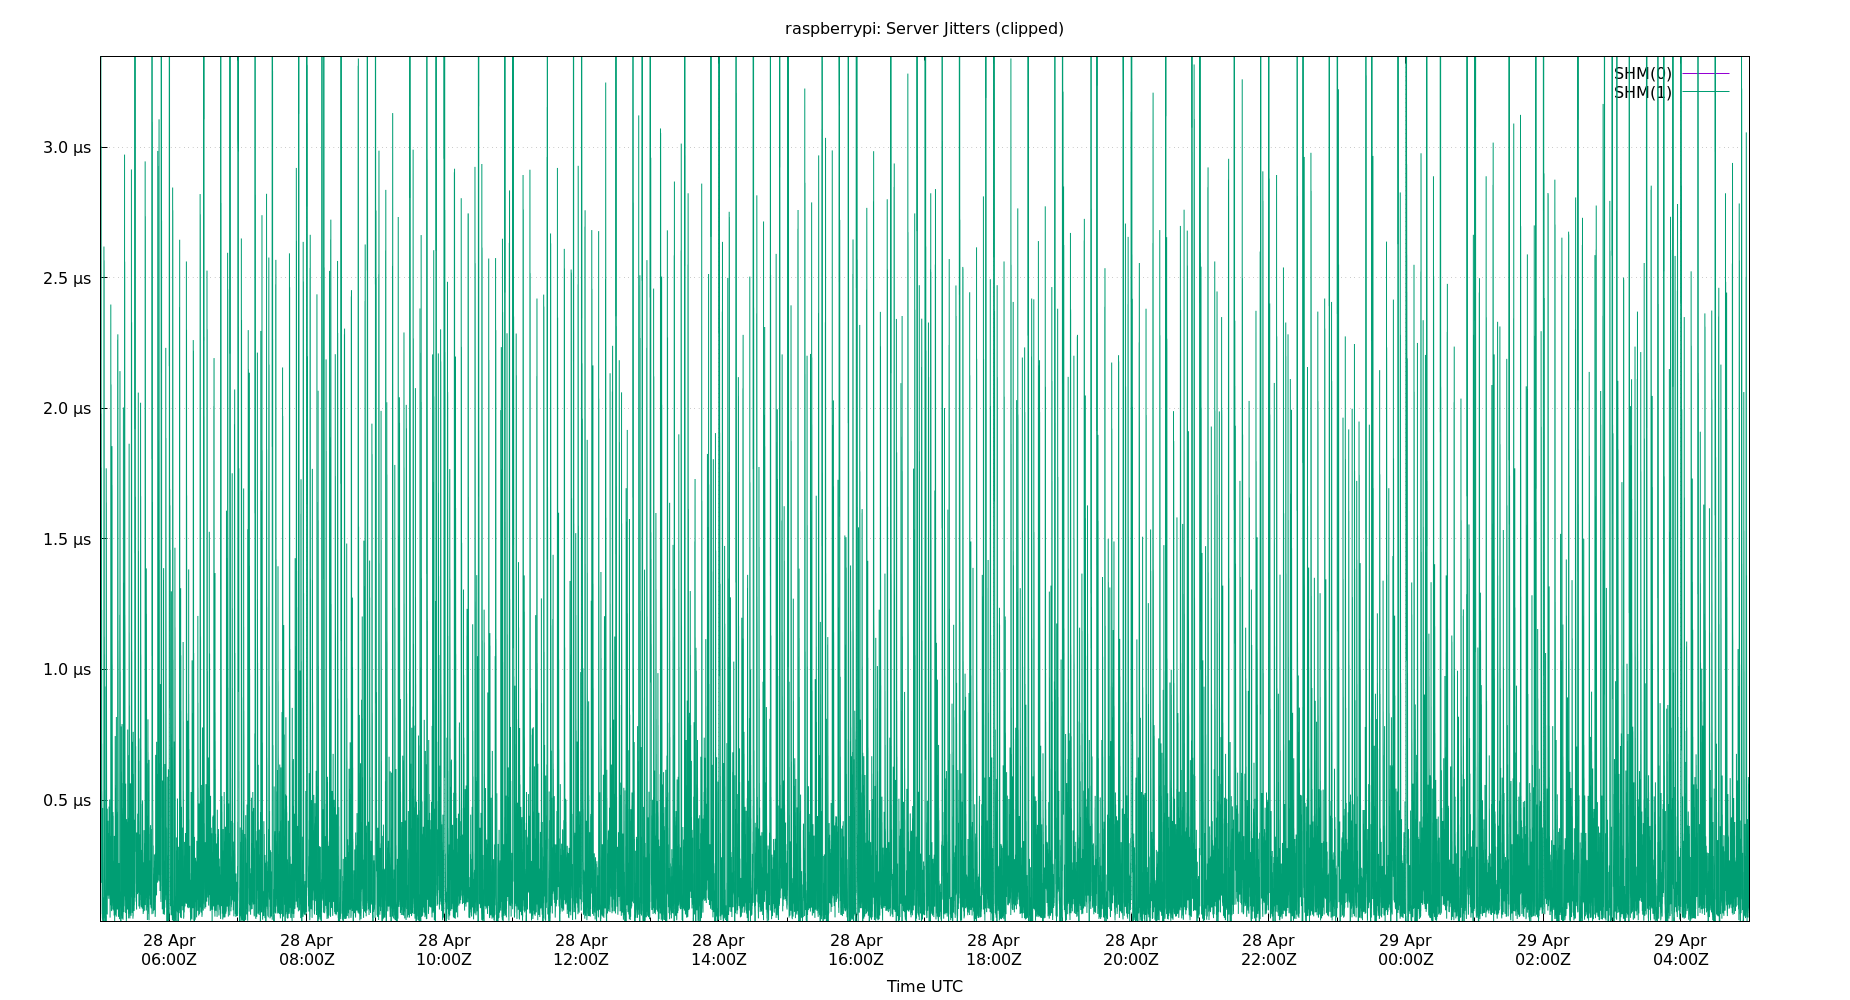 raspberrypi: Server Jitters (clipped)
SHM(0)
SHM(1)
3.0 µs
2.5 µs
2.0 µs
1.5 µs
1.0 µs
0.5 µs
28 Apr 28 Apr 28 Apr 28 Apr 28 Apr 28 Apr 28 Apr 28 Apr 28 Apr 29 Apr 29 Apr 29 Apr
06:00Z 08:00Z 10:00Z 12:00Z 14:00Z 16:00Z 18:00Z 20:00Z 22:00Z 00:00Z 02:00Z 04:00Z
Time UTC